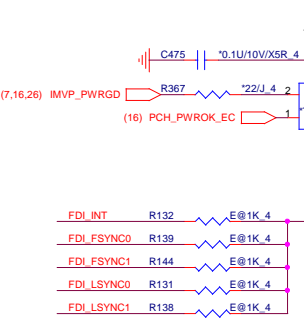 C475 *0.1U/10V/X5R_4
(7,16,26) IMVP_PWRGD R367 *22/J_4 2
(16) PCH_PWROK_EC 1
FDI_INT R132 E@1K_4
FDI_FSYNC0 R139 E@1K_4
FDI_FSYNC1 R144 E@1K_4
FDI_LSYNC0 R131 E@1K_4
FDI_LSYNC1 R138 E@1K_4